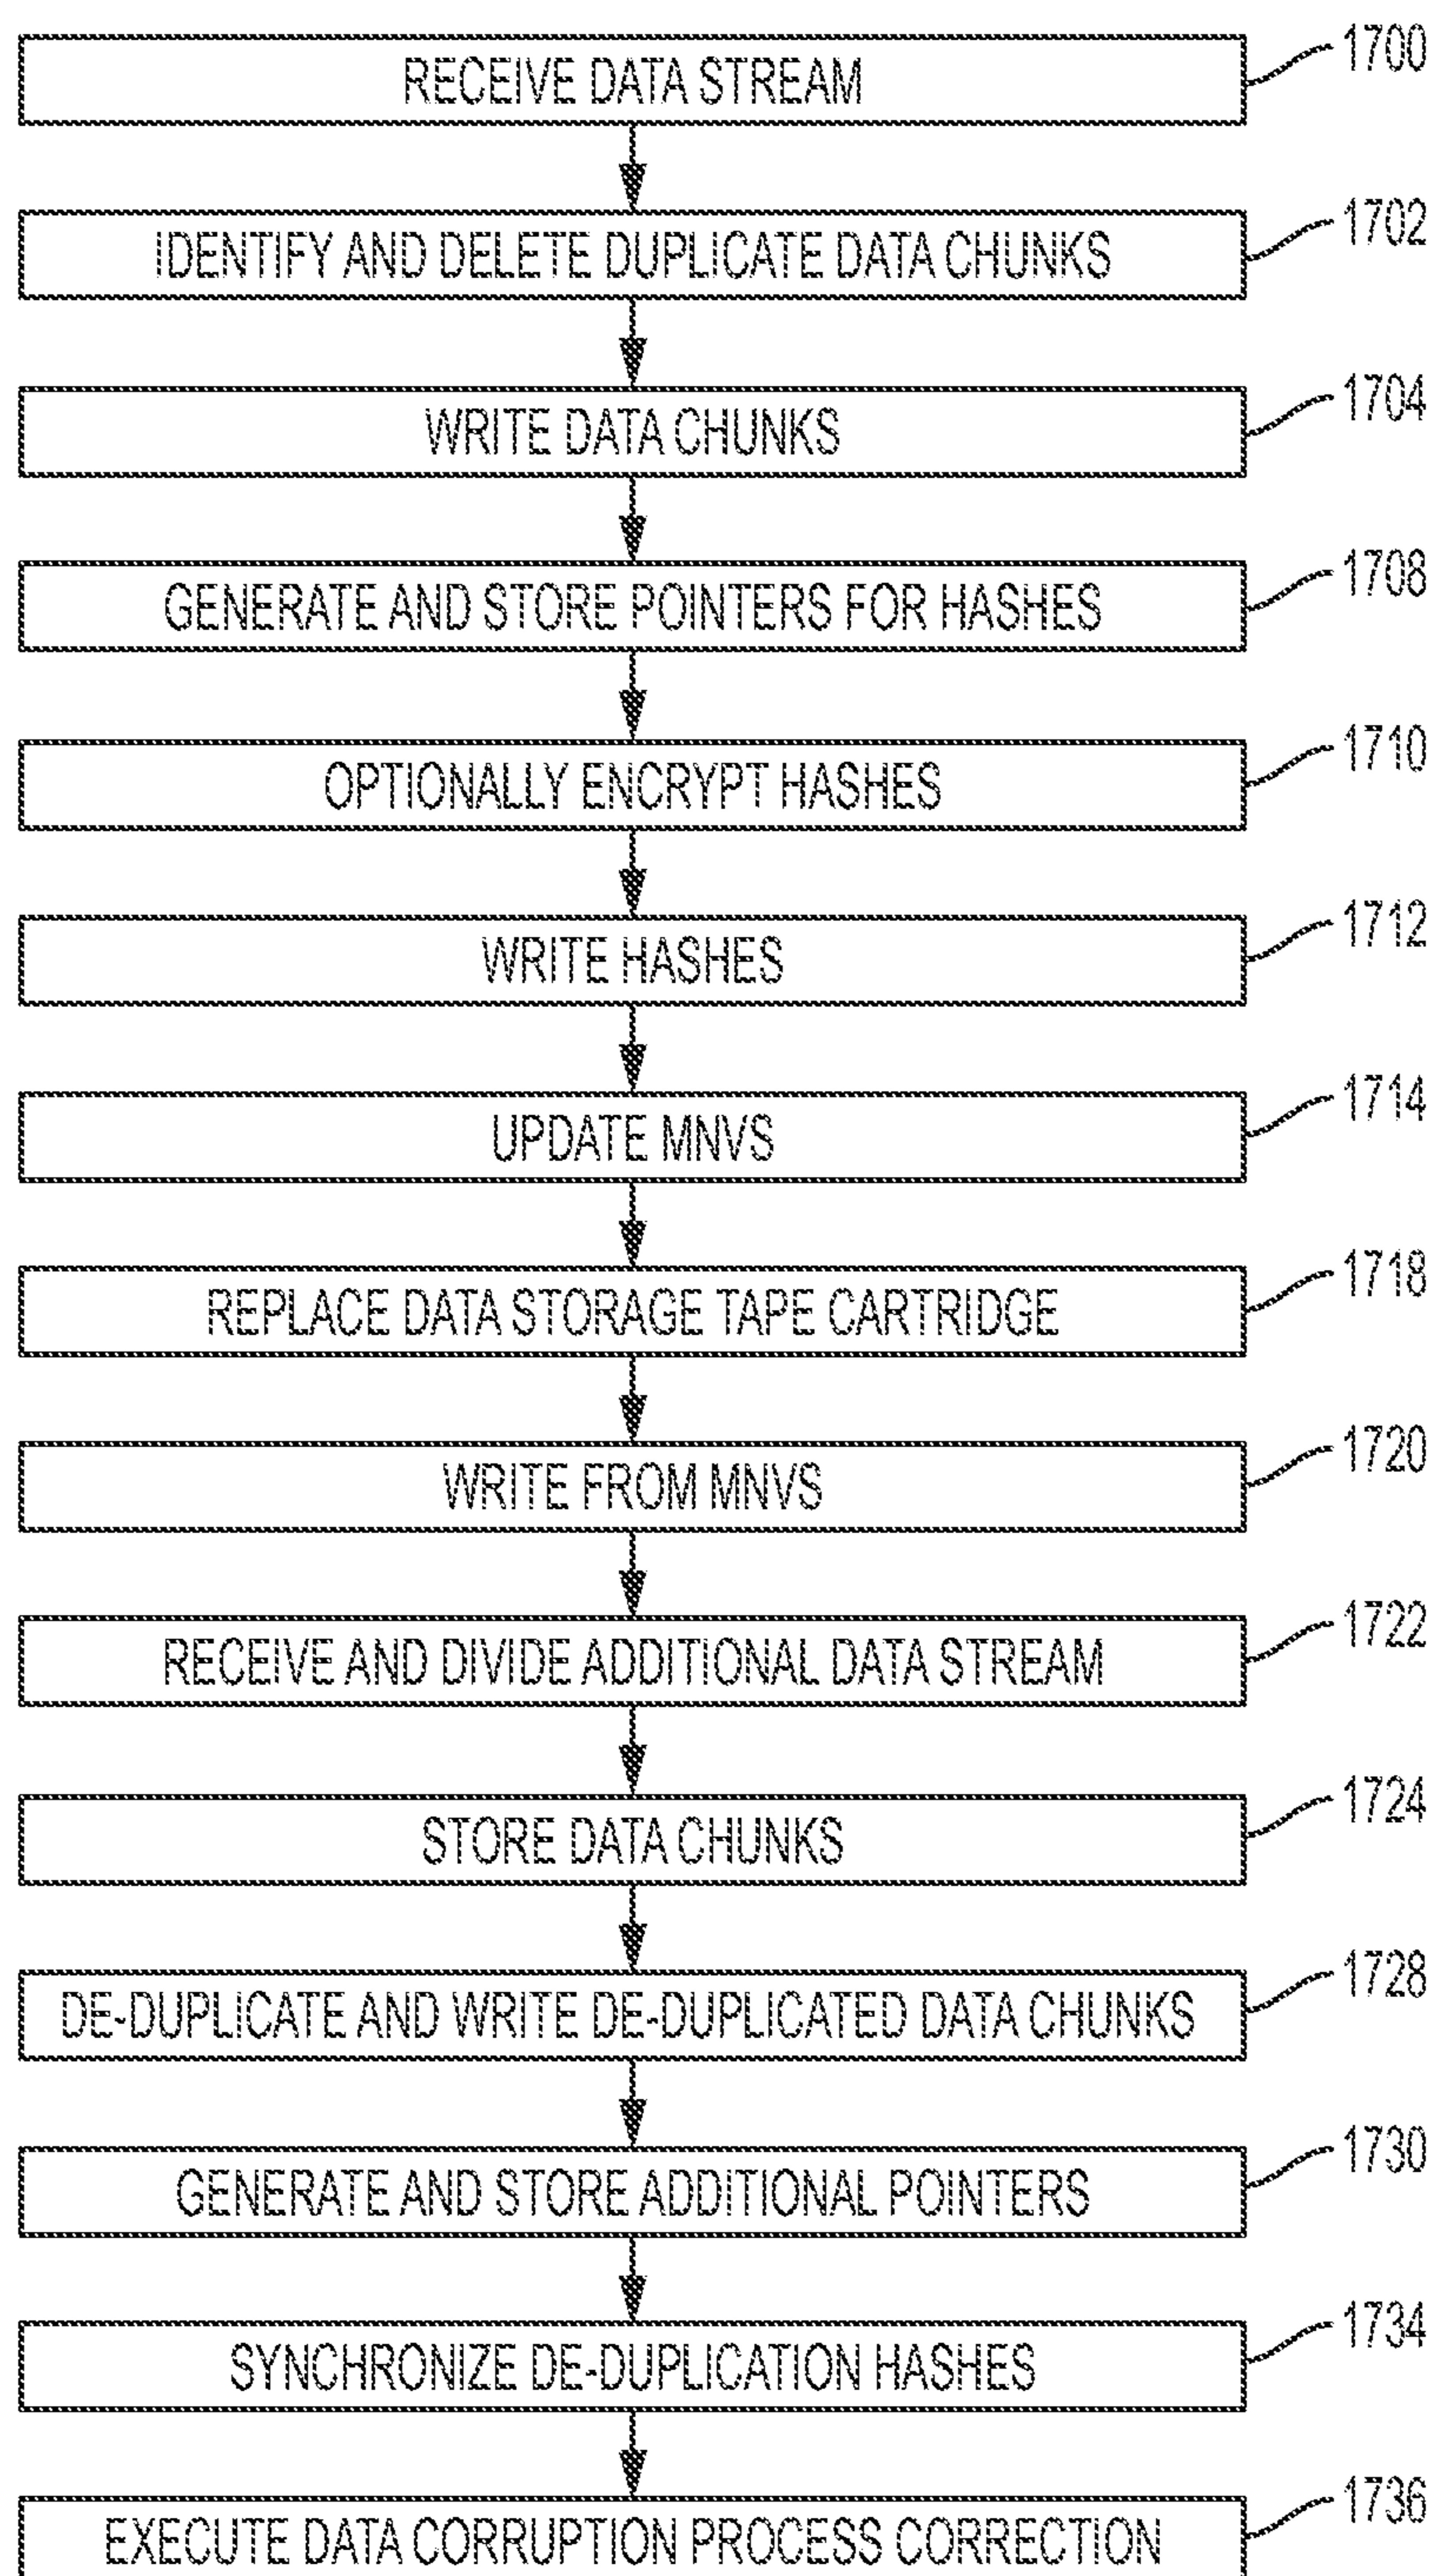 RECEIVE DATA STREAM 1700
IDENTIFY AND DELETE DUPLICATE DATA CHUNKS 1702
WRITE DATA CHUNKS 1704
GENERATE AND STORE POINTERS FOR HASHES 1708
OPTIONALLY ENCRYPT HASHES 1710
WRITE HASHES 1712
UPDATE MNVS 1714
REPLACE DATA STORAGE TAPE CARTRIDGE 1718
WRITE FROM MNVS 1720
RECEIVE AND DIVIDE ADDITIONAL DATA STREAM 1722
STORE DATA CHUNKS 1724
DE-DUPLICATE AND WRITE DE-DUPLICATED DATA CHUNKS 1728
GENERATE AND STORE ADDITIONAL POINTERS 1730
SYNCHRONIZE DE-DUPLICATION HASHES 1734
EXECUTE DATA CORRUPTION PROCESS CORRECTION 1736